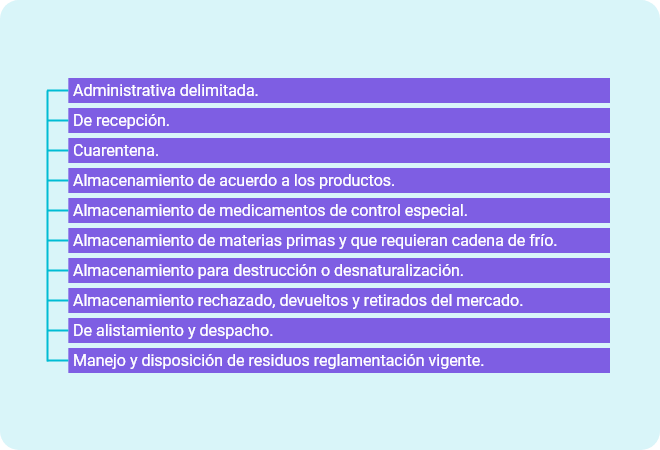 Administrativa delimitada.
De recepción.
Cuarentena.
Almacenamiento de acuerdo a los productos.
Almacenamiento de medicamentos de control especial.
Almacenamiento de materias primas y que requieran cadena de frío.
Almacenamiento para destrucción o desnaturalización.
Almacenamiento rechazado, devueltos y retirados del mercado.
De alistamiento y despacho.
Manejo y disposición de residuos reglamentación vigente.